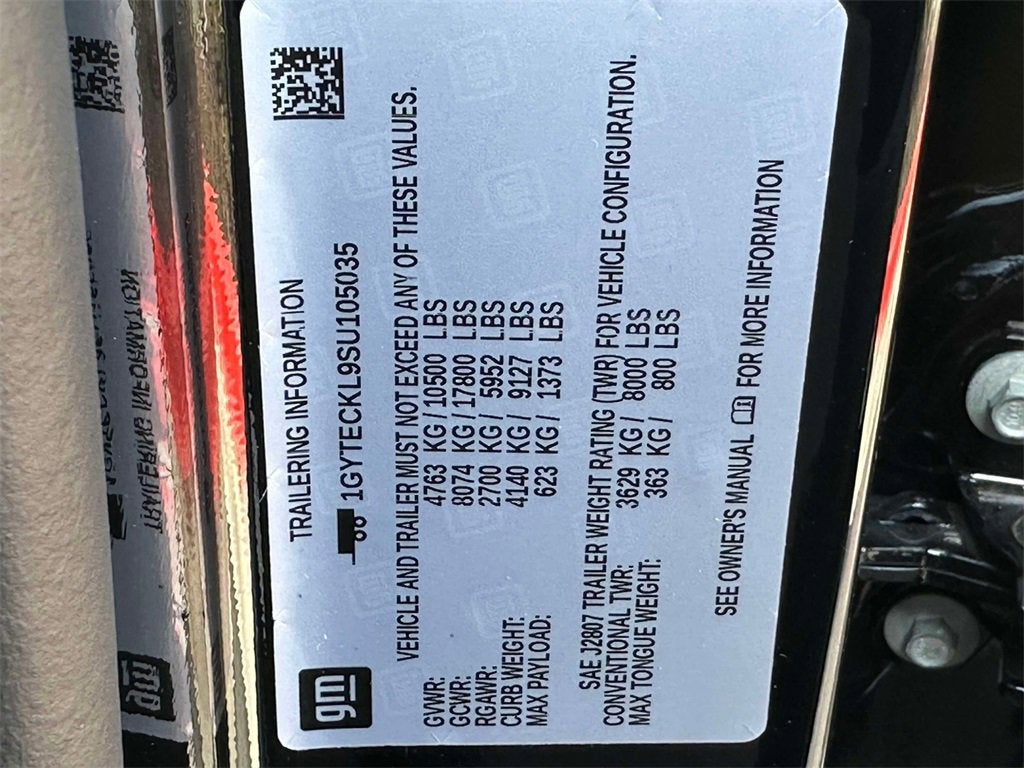 gm
TRAILERING INFORMATION
1GYTECKL9SU105035
VEHICLE AND TRAILER MUST NOT EXCEED ANY OF THESE VALUES.
GVWR: 4763 KG / 10500 LBS
GCWR: 8074 KG / 17800 LBS
RGAWR: 2700 KG / 5952 LBS
CURB WEIGHT: 4140 KG / 9127 LBS
MAX PAYLOAD: 623 KG / 1373 LBS
SAE J2807 TRAILER WEIGHT RATING (TWR) FOR VEHICLE CONFIGURATION.
CONVENTIONAL TWR: 3629 KG / 8000 LBS
MAX TONGUE WEIGHT: 363 KG / 800 LBS
SEE OWNER'S MANUAL FOR MORE INFORMATION